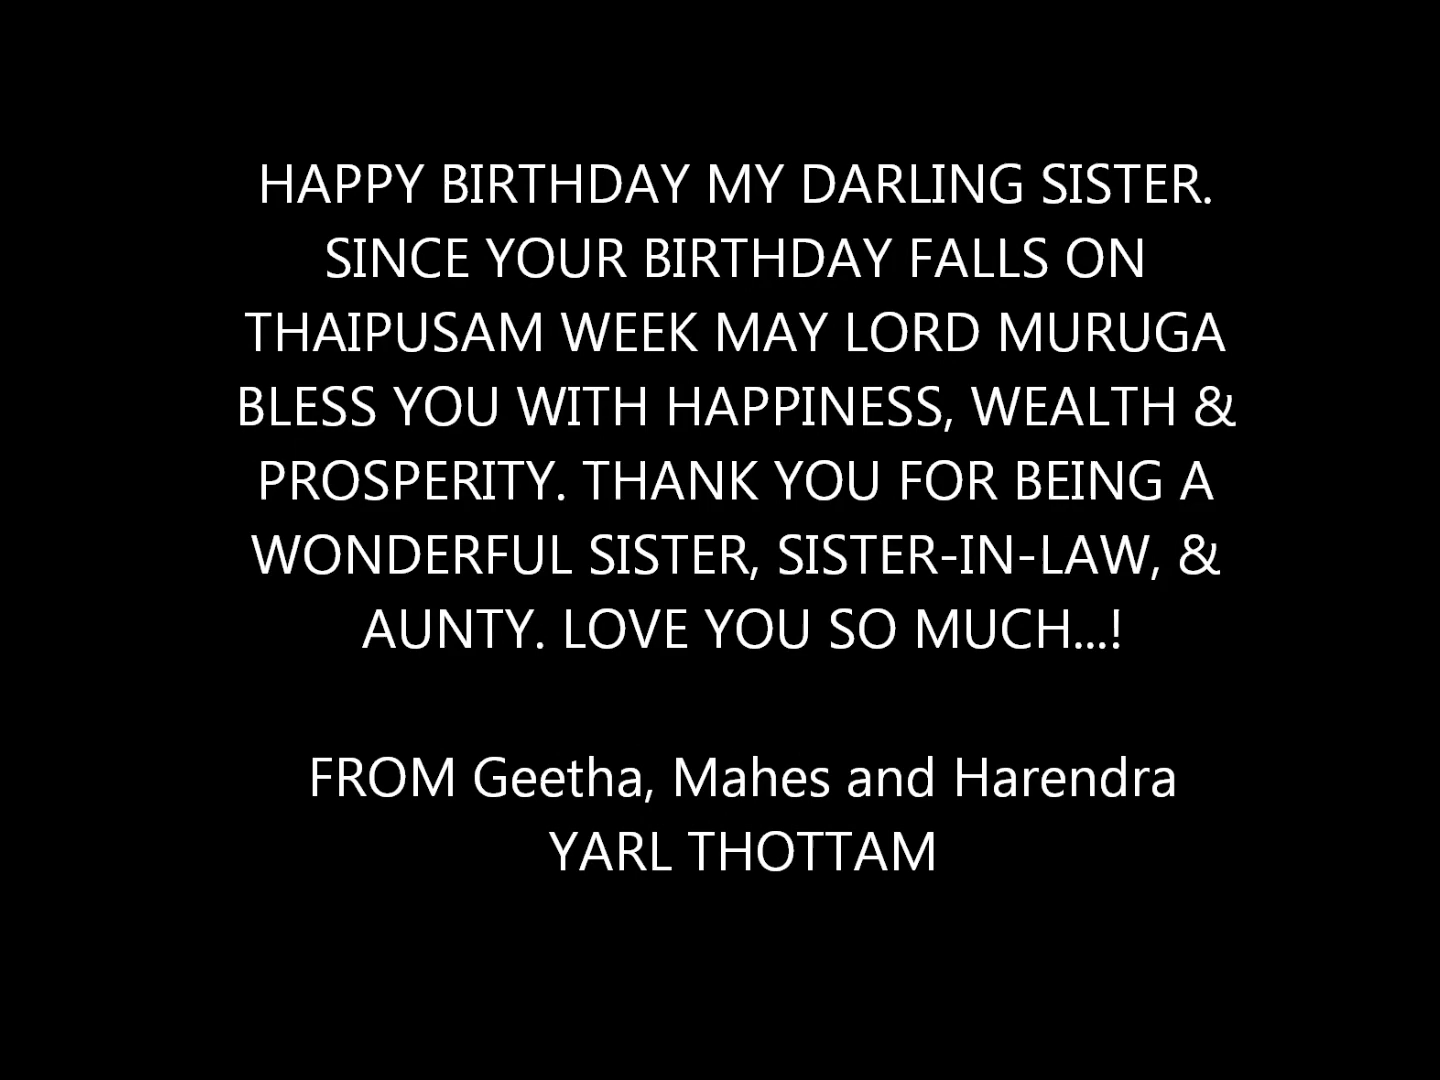 HAPPY BIRTHDAY MY DARLING SISTER.
SINCE YOUR BIRTHDAY FALLS ON
THAIPUSAM WEEK MAY LORD MURUGA
BLESS YOU WITH HAPPINESS, WEALTH &
PROSPERITY. THANK YOU FOR BEING A
WONDERFUL SISTER, SISTER-IN-LAW, &
AUNTY. LOVE YOU SO MUCH...!
FROM Geetha, Mahes and Harendra
YARL THOTTAM